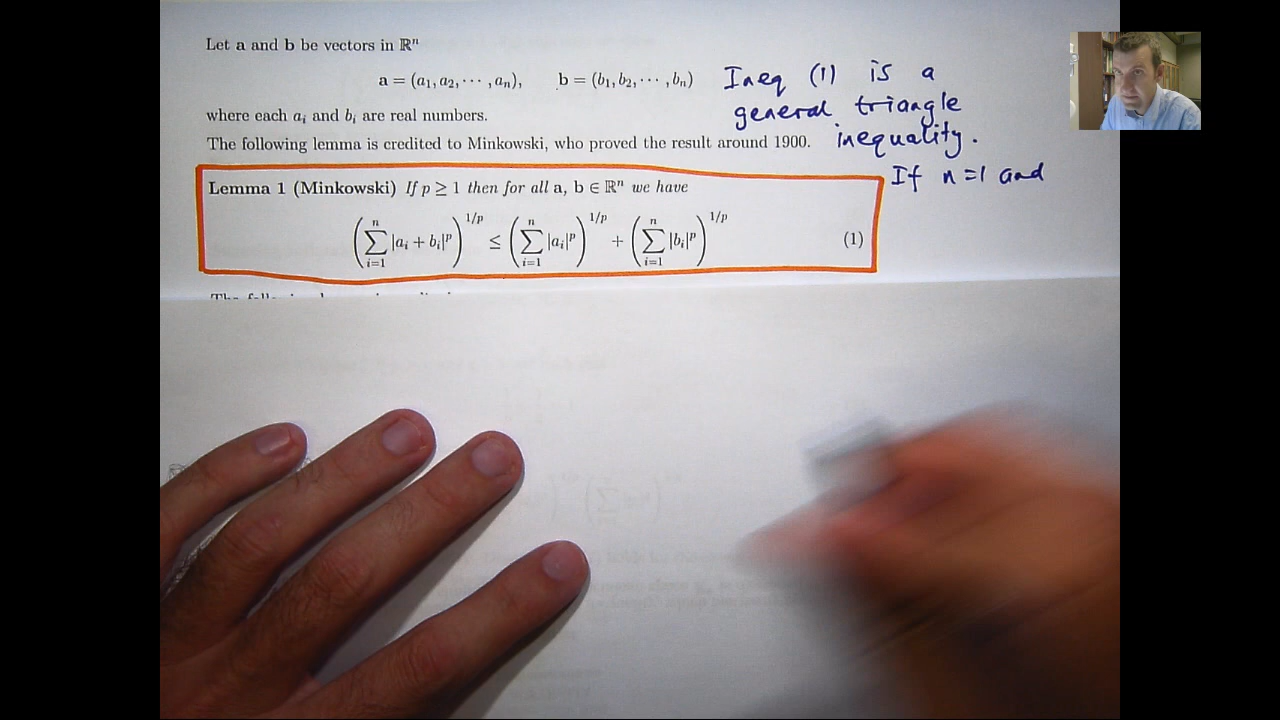 Let a and b be vectors in ℝⁿ
a = (a₁, a₂, ⋯ , aₙ),   b = (b₁, b₂, ⋯ , bₙ)
where each aᵢ and bᵢ are real numbers.
The following lemma is credited to Minkowski, who proved the result around 1900.
Lemma 1 (Minkowski) If p ≥ 1 then for all a, b ∈ ℝⁿ we have
(∑_{i=1}^{n} |aᵢ + bᵢ|ᵖ)^{1/p} ≤ (∑_{i=1}^{n} |aᵢ|ᵖ)^{1/p} + (∑_{i=1}^{n} |bᵢ|ᵖ)^{1/p}   (1)
Ineq (1) is a
general triangle
inequality.
If n=1 and